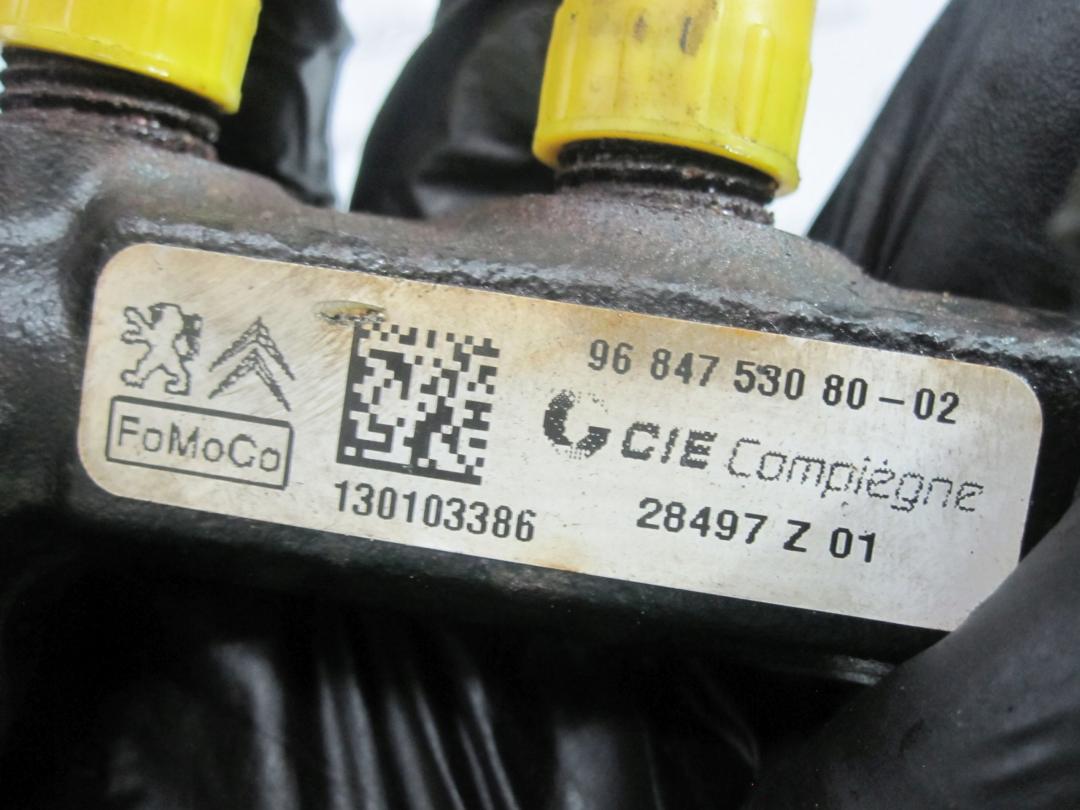 FoMoCo
130103386
96 847 530 80-02
CIE Compiègne
28497 Z 01